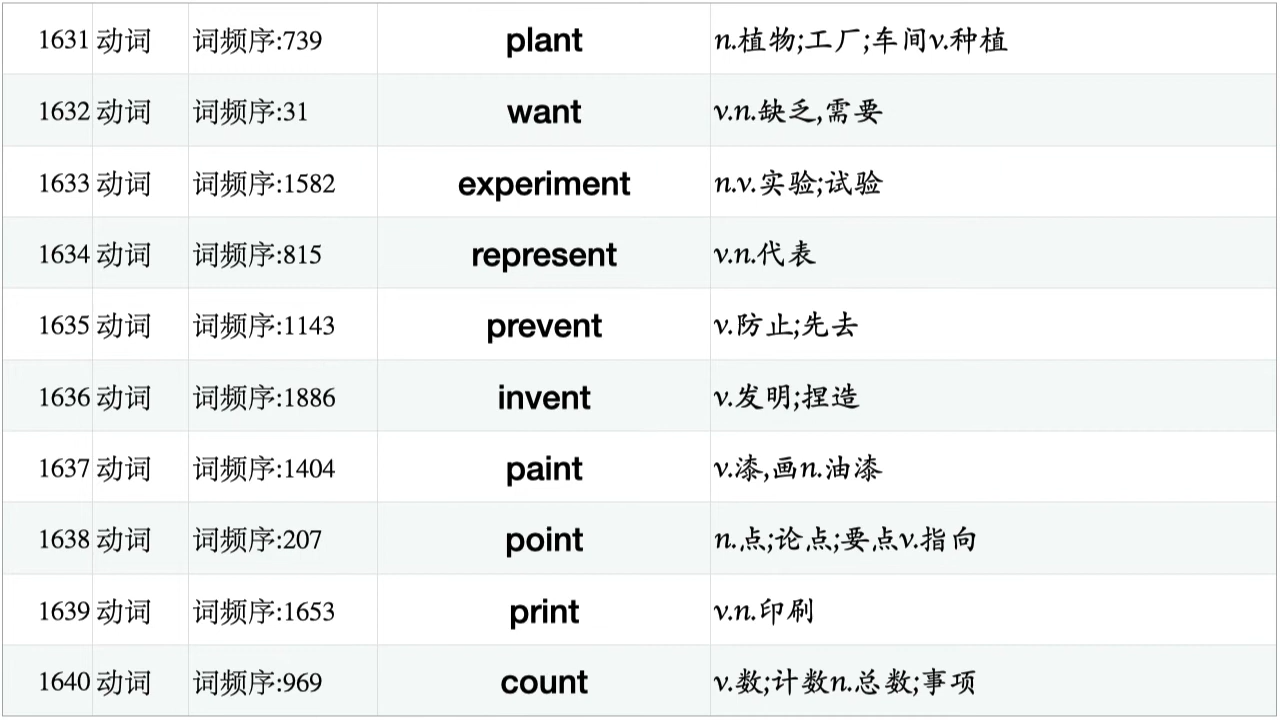 1631 动词 词频序:739 plant n.植物;工厂;车间v.种植
1632 动词 词频序:31 want v.n.缺乏,需要
1633 动词 词频序:1582 experiment n.v.实验;试验
1634 动词 词频序:815 represent v.n.代表
1635 动词 词频序:1143 prevent v.防止;先去
1636 动词 词频序:1886 invent v.发明;捏造
1637 动词 词频序:1404 paint v.漆,画n.油漆
1638 动词 词频序:207 point n.点;论点;要点v.指向
1639 动词 词频序:1653 print v.n.印刷
1640 动词 词频序:969 count v.数;计数n.总数;事项